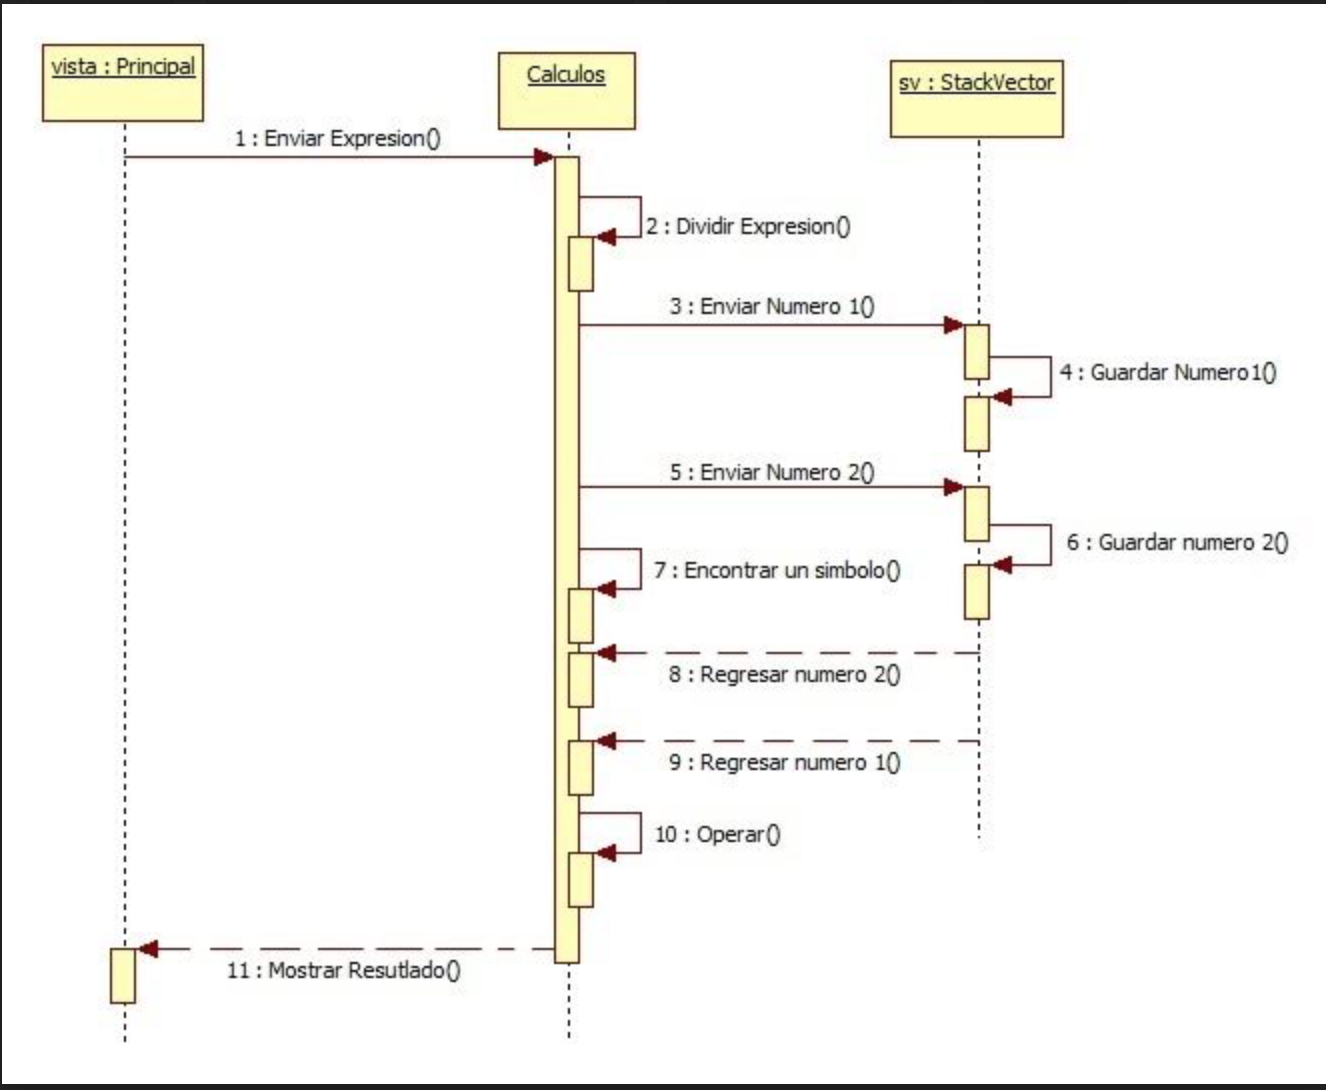 vista : Principal
Calculos
sv : StackVector
1 : Enviar Expresion()
2 : Dividir Expresion()
3 : Enviar Numero 1()
4 : Guardar Numero1()
5 : Enviar Numero 2()
6 : Guardar numero 2()
7 : Encontrar un simbolo()
8 : Regresar numero 2()
9 : Regresar numero 1()
10 : Operar()
11 : Mostrar Resutlado()